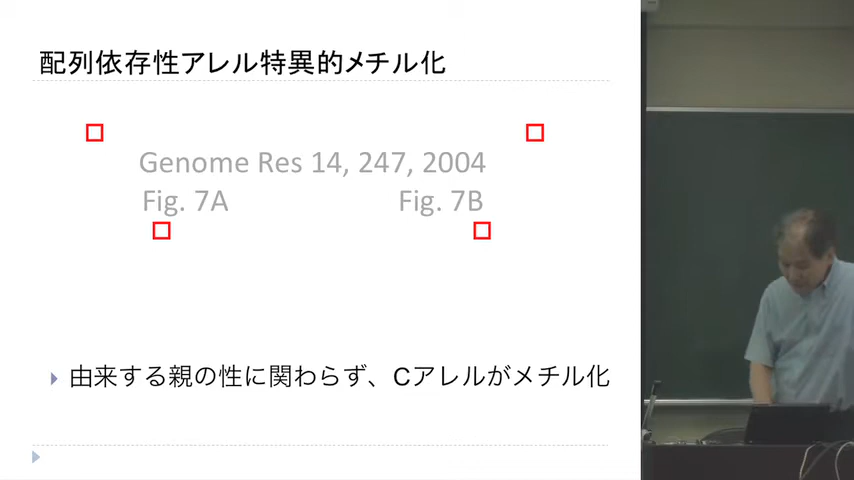 配列依存性アレル特異的メチル化
Genome Res 14, 247, 2004
Fig. 7A Fig. 7B
由来する親の性に関わらず、Cアレルがメチル化